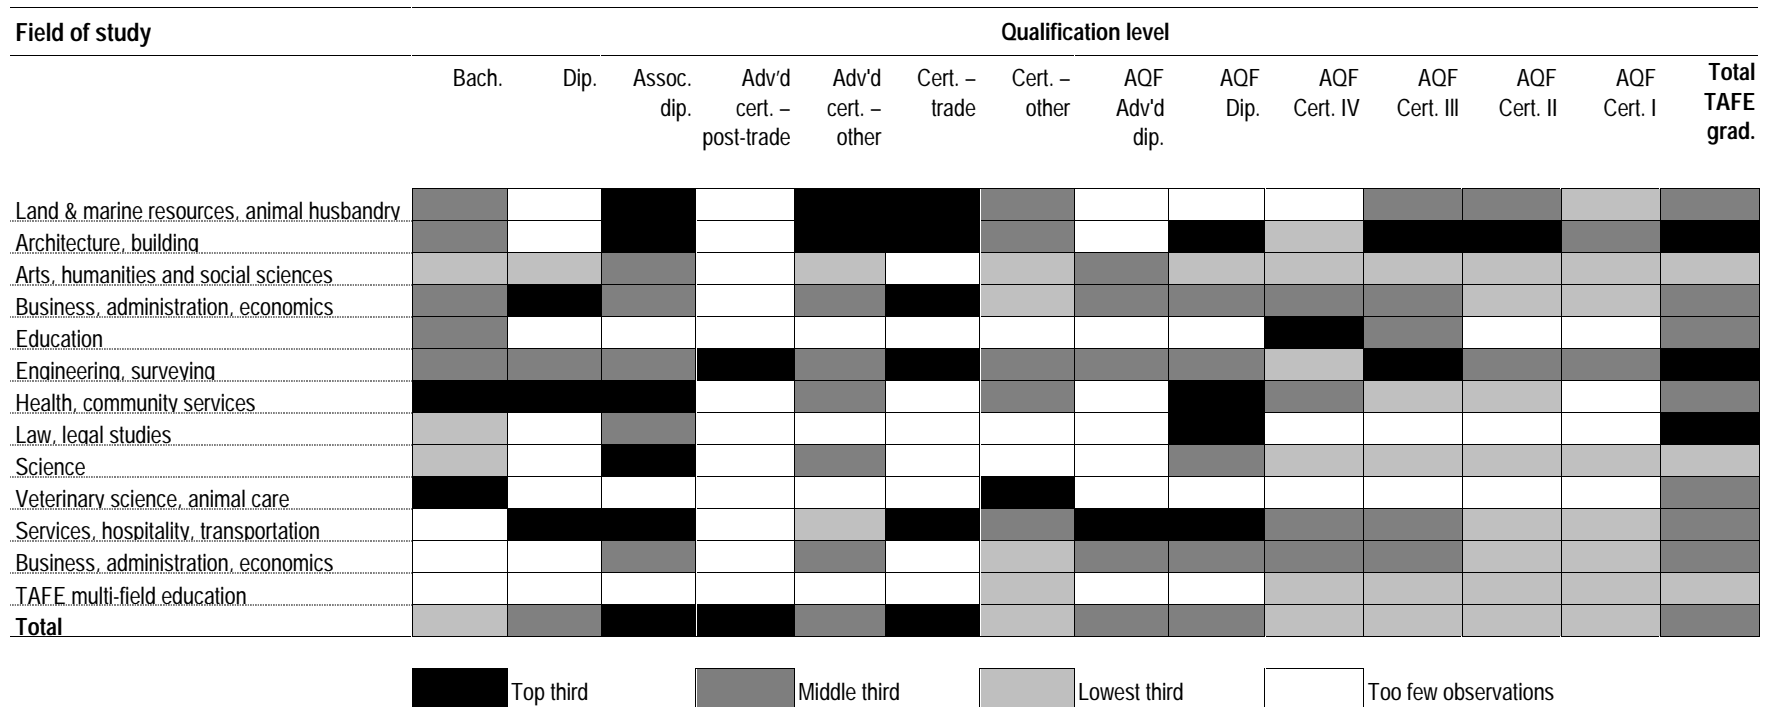 Field of study Qualification level
Bach. Dip. Assoc. Adv’d Adv'd Cert. – Cert. – AQF AQF AQF AQF AQF AQF Total
dip. cert. – cert. – trade other Adv'd Dip. Cert. IV Cert. III Cert. II Cert. I TAFE
post-trade other dip. grad.
Land & marine resources, animal husbandry
Architecture, building
Arts, humanities and social sciences
Business, administration, economics
Education
Engineering, surveying
Health, community services
Law, legal studies
Science
Veterinary science, animal care
Services, hospitality, transportation
Business, administration, economics
TAFE multi-field education
Total
Top third Middle third Lowest third Too few observations